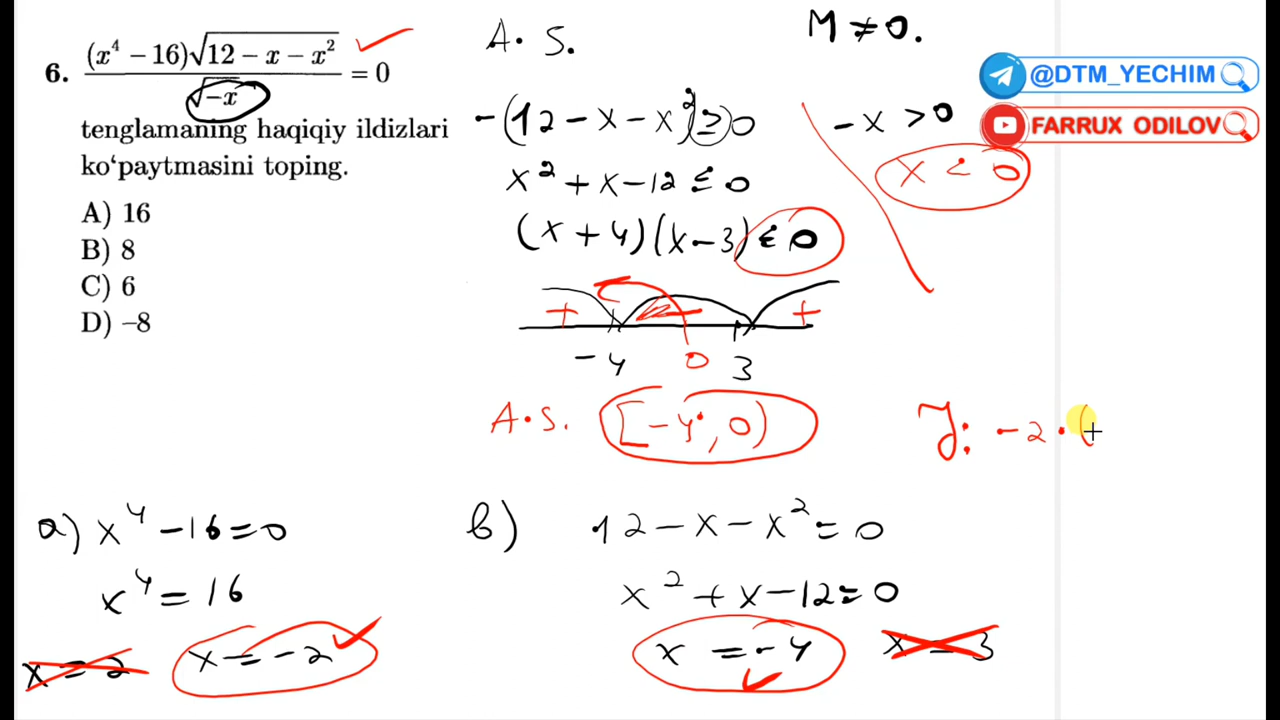 6. (x⁴ − 16)√(12 − x − x²) / √(−x) = 0
tenglamaning haqiqiy ildizlari
ko‘paytmasini toping.
A) 16
B) 8
C) 6
D) –8
A. S.
M ≠ 0.
@DTM_YECHIM
FARRUX ODILOV
-(12 - x - x²) ≥ 0
x² + x - 12 ≤ 0
(x + 4)(x - 3) ≤ 0
- x > 0
x < 0
+ - +
-4 0 3
A.S. [-4; 0)
J: -2 · (
a) x⁴ - 16 = 0
x⁴ = 16
x = 2 x = -2
b) 12 - x - x² = 0
x² + x - 12 = 0
x = -4 x = 3